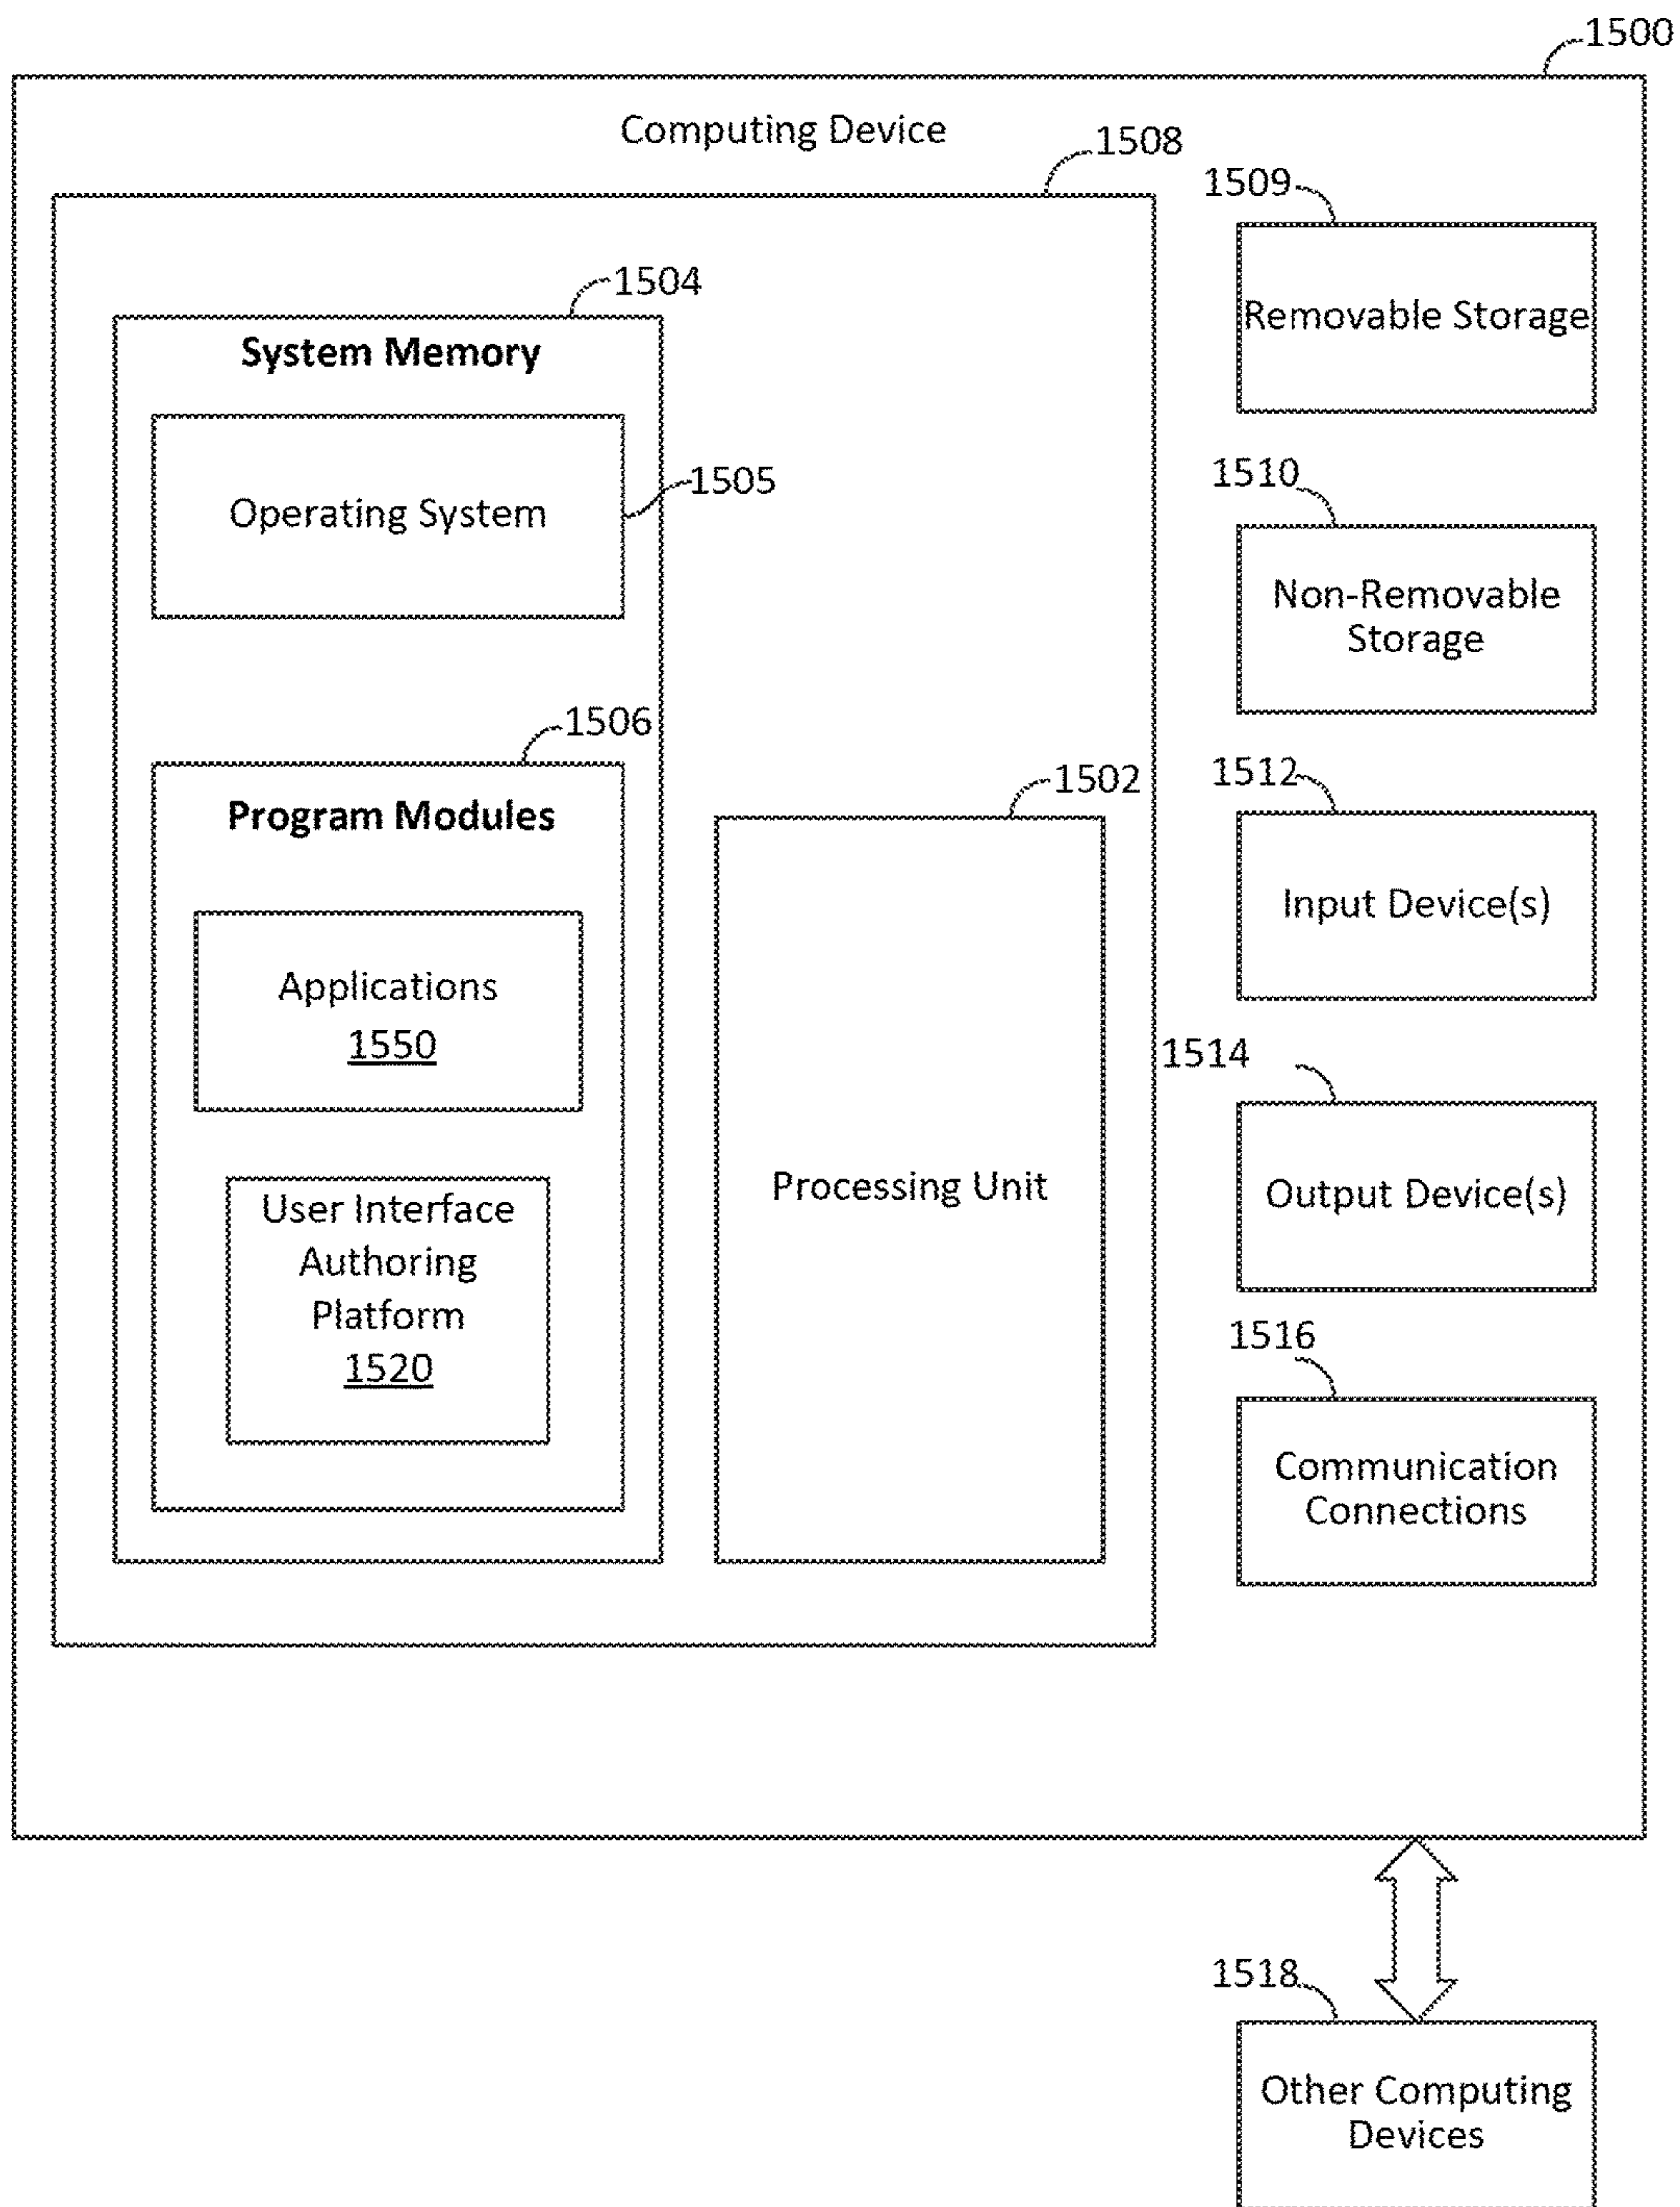 1500
Computing Device
1508
1509
Removable Storage
1504
System Memory
Operating System
1505
1510
Non-Removable
Storage
1506
Program Modules
1502
1512
Input Device(s)
Applications
1550
1514
Processing Unit
Output Device(s)
User Interface
Authoring
Platform
1520
1516
Communication
Connections
1518
Other Computing
Devices